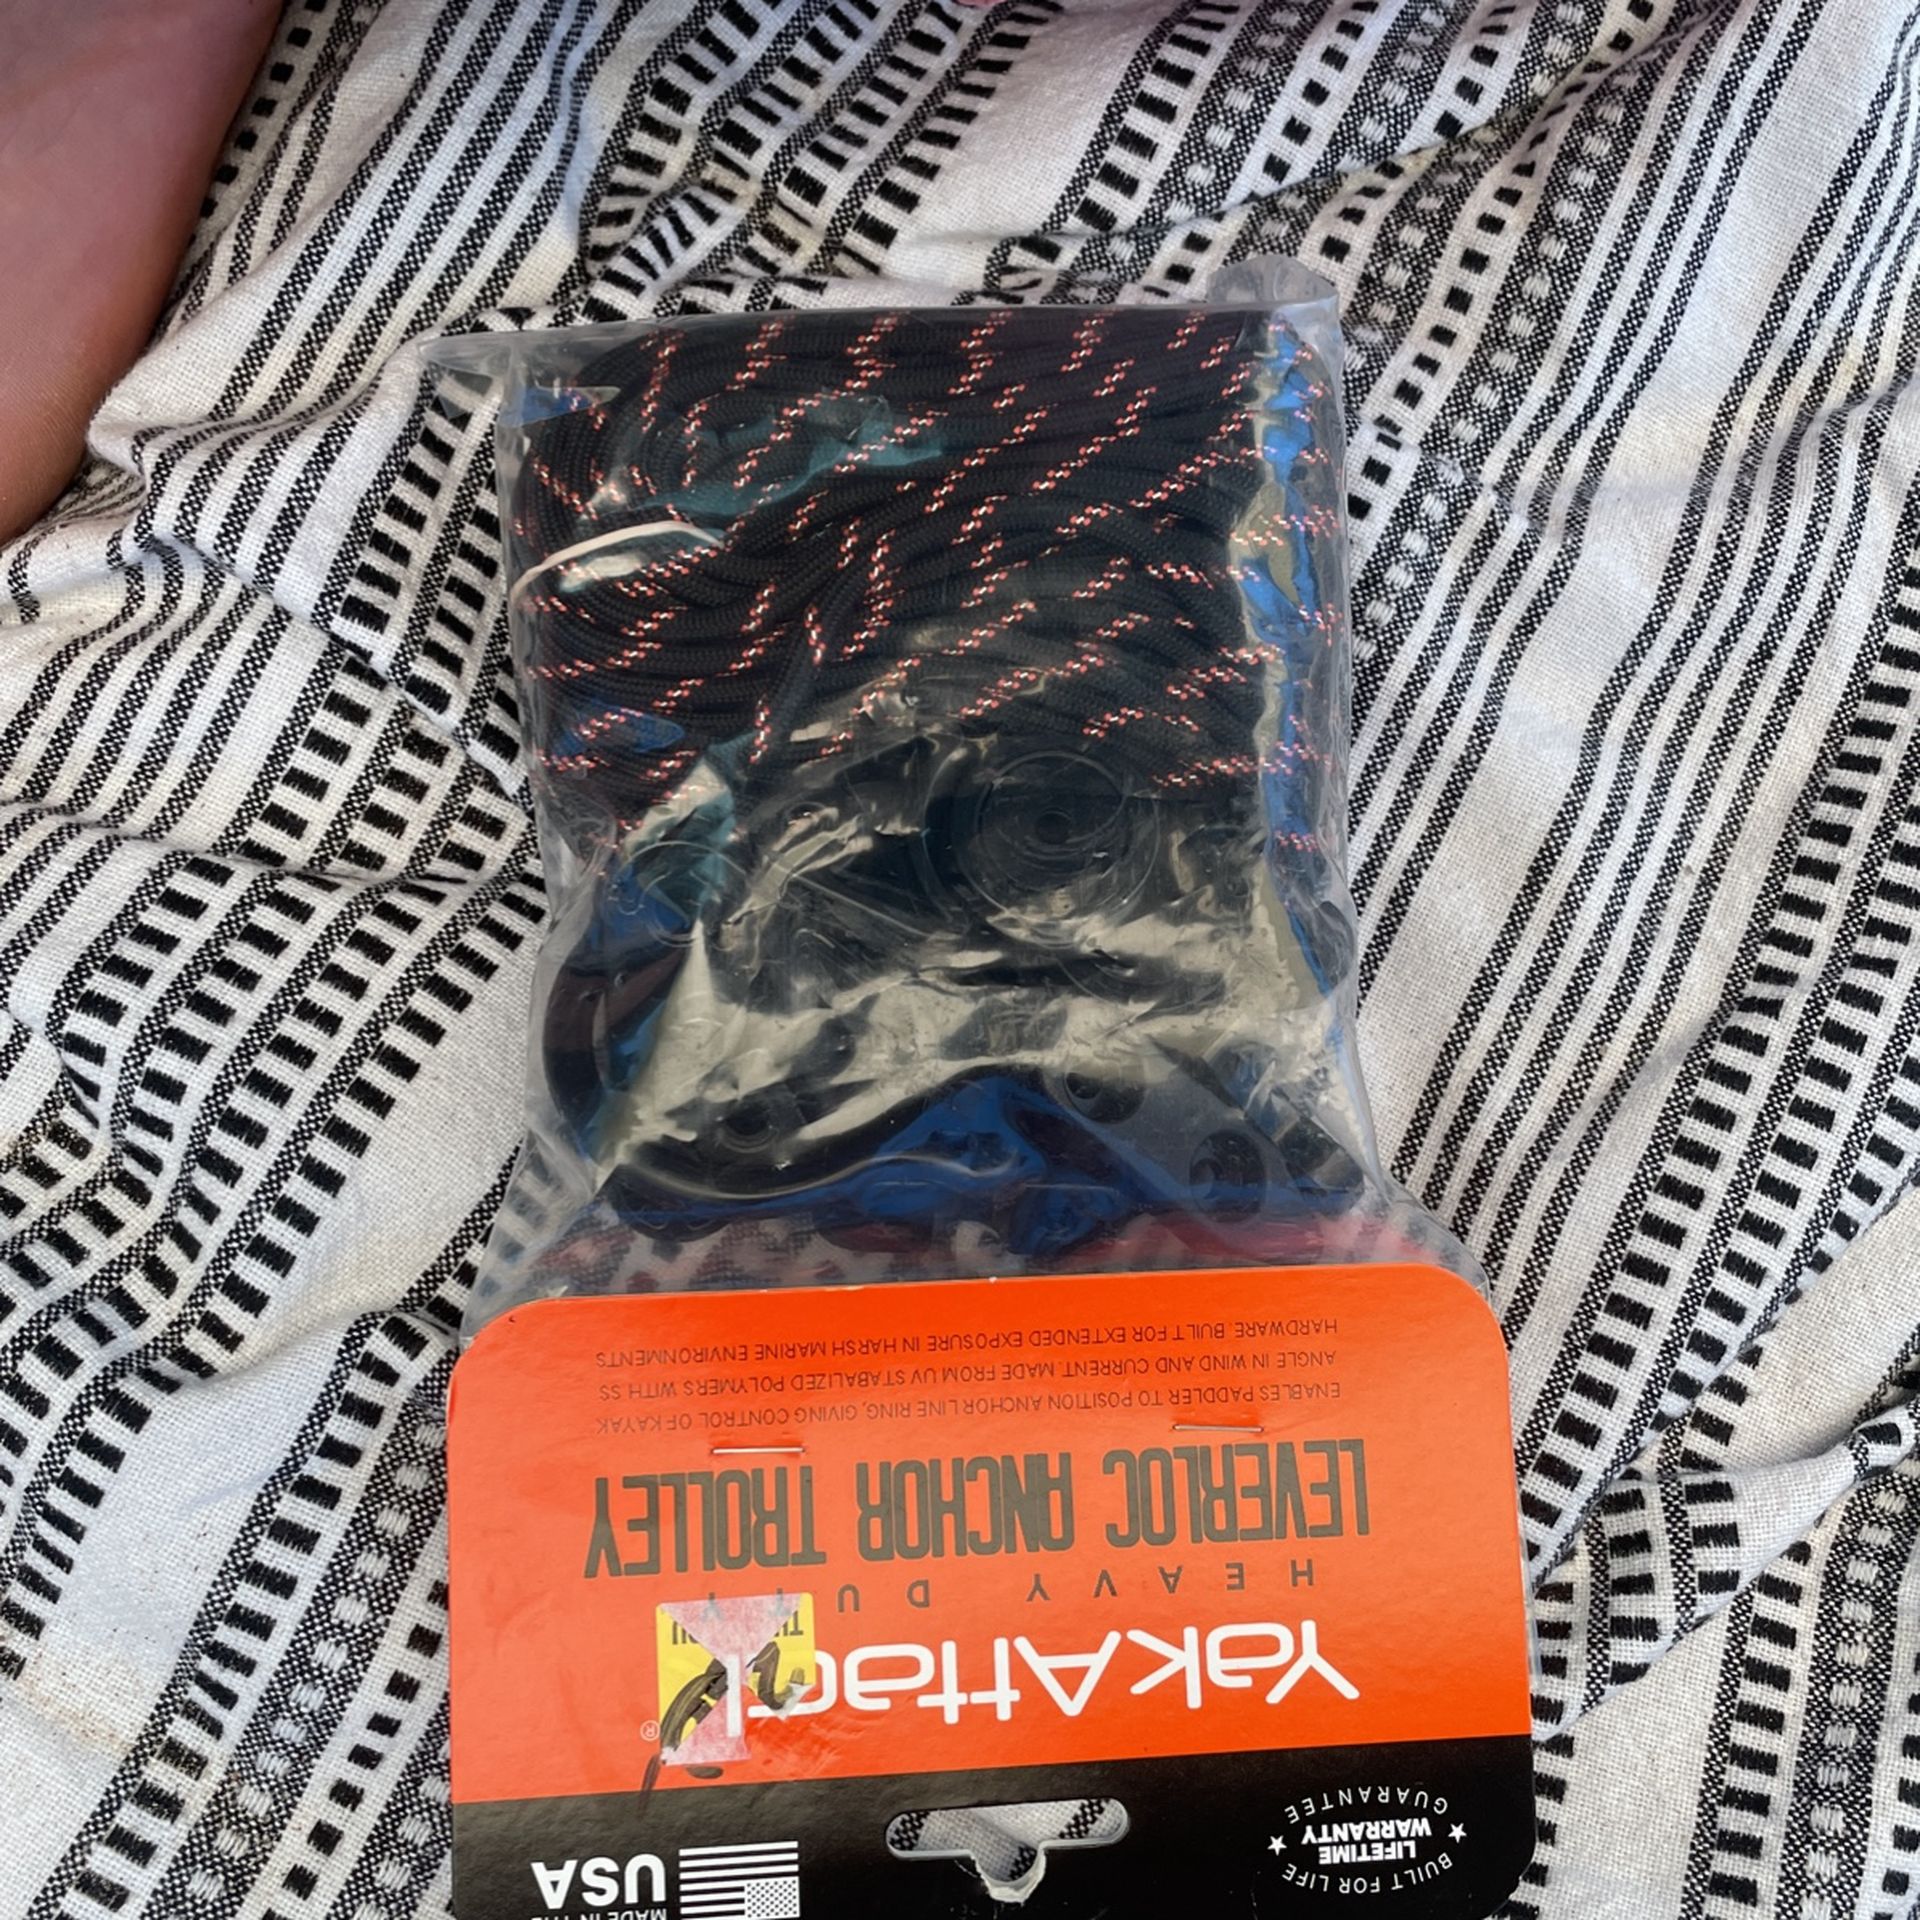 MADE IN THE
USA
BUILT FOR LIFE
LIFETIME
WARRANTY
GUARANTEE
YakAttack®
HEAVY DUTY
LEVERLOC ANCHOR TROLLEY
ENABLES PADDLER TO POSITION ANCHOR LINE RING, GIVING CONTROL OF KAYAK
ANGLE IN WIND AND CURRENT. MADE FROM UV STABALIZED POLYMERS WITH SS
HARDWARE: BUILT FOR EXTENDED EXPOSURE IN HARSH MARINE ENVIRONMENTS